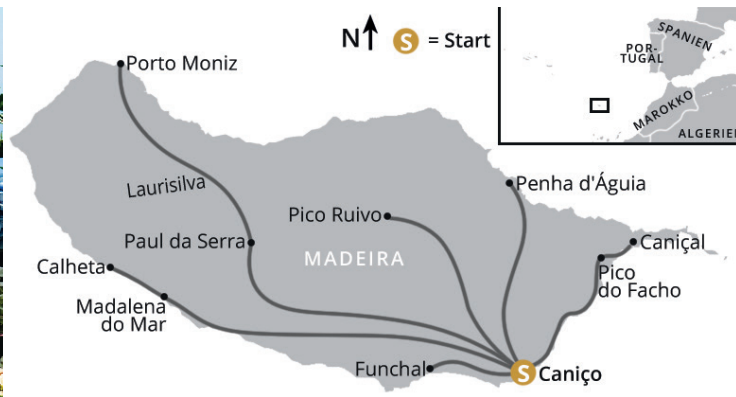 N
S = Start
SPANIEN
POR-
TUGAL
MAROKKO
ALGERIEN
Porto Moniz
Laurisilva
Penha d'Águia
Pico Ruivo
Paul da Serra
Caniçal
MADEIRA
Calheta
Pico
do Facho
Madalena
do Mar
Funchal
S Caniço